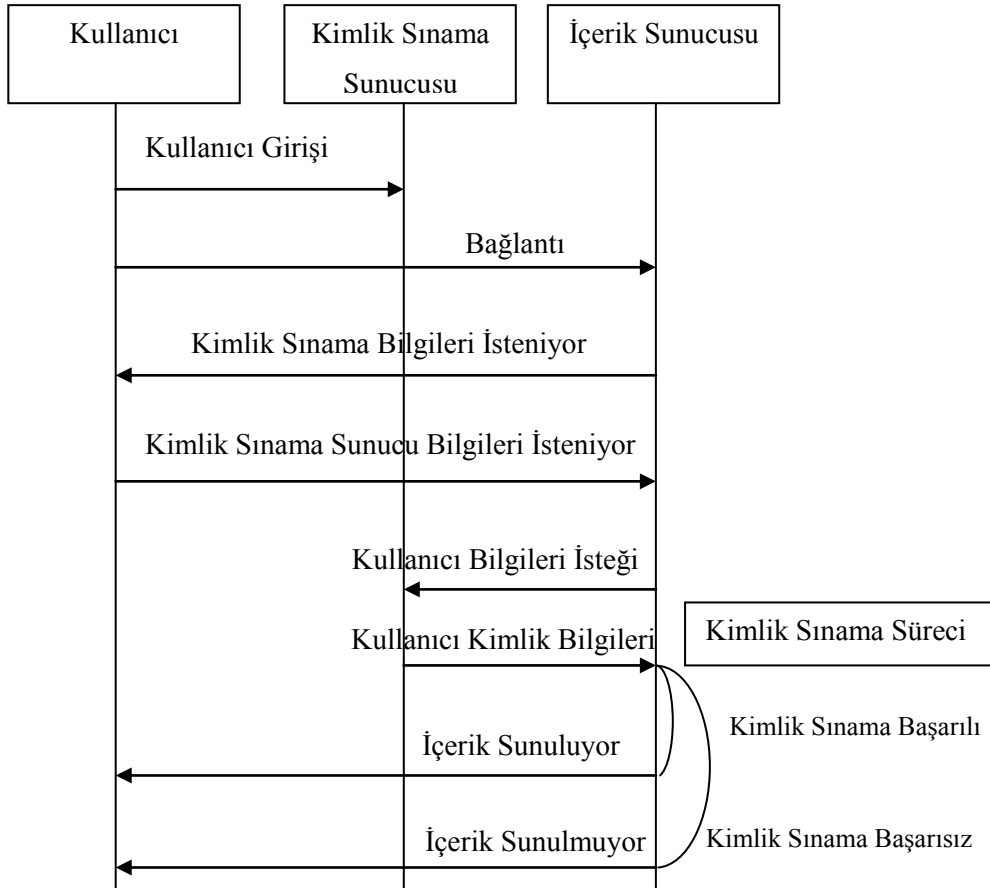 Kullanıcı
Kimlik Sınama
Sunucusu
İçerik Sunucusu
Kullanıcı Girişi
Bağlantı
Kimlik Sınama Bilgileri İsteniyor
Kimlik Sınama Sunucu Bilgileri İsteniyor
Kullanıcı Bilgileri İsteği
Kullanıcı Kimlik Bilgileri
Kimlik Sınama Süreci
Kimlik Sınama Başarılı
İçerik Sunuluyor
İçerik Sunulmuyor
Kimlik Sınama Başarısız